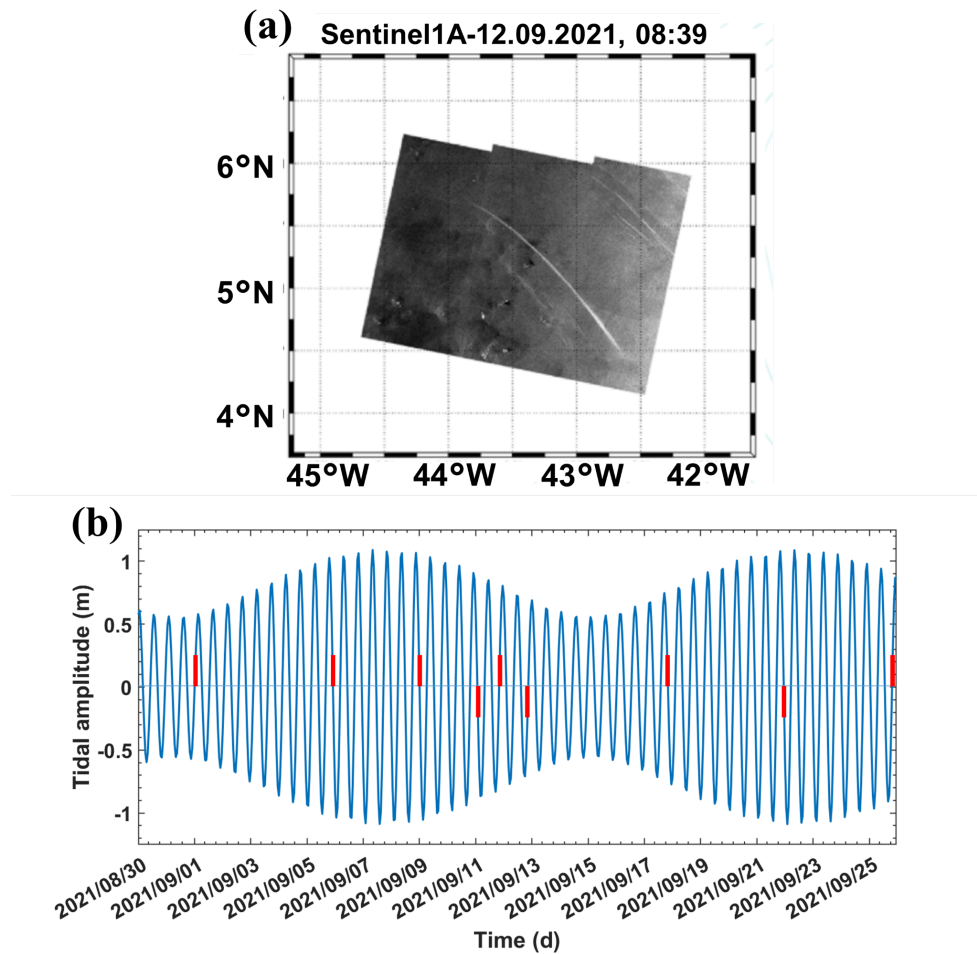 (a)
Sentinel1A-12.09.2021, 08:39
6°N
5°N
4°N
45°W 44°W 43°W 42°W
(b)
Tidal amplitude (m)
1
0.5
0
-0.5
-1
2021/08/30 2021/09/01 2021/09/03 2021/09/05 2021/09/07 2021/09/09 2021/09/11 2021/09/13 2021/09/15 2021/09/17 2021/09/19 2021/09/21 2021/09/23 2021/09/25
Time (d)